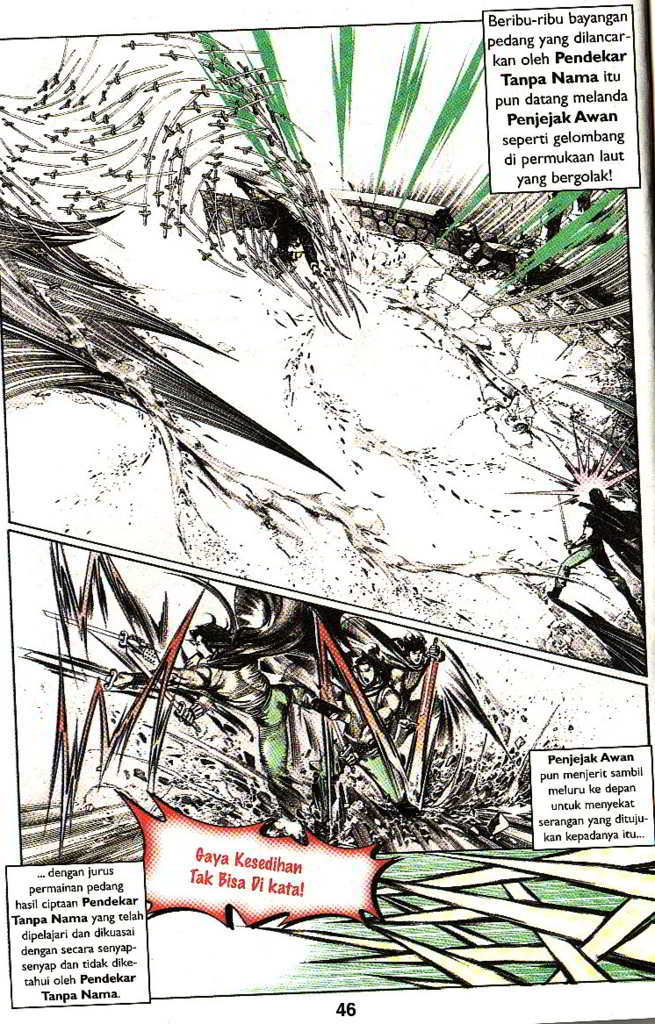 Beribu-ribu bayangan
pedang yang dilancar-
kan oleh Pendekar
Tanpa Nama itu
pun datang melanda
Penjejak Awan
seperti gelombang
di permukaan laut
yang bergolak!
Penjejak Awan
pun menjerit sambil
meluru ke depan
untuk menyekat
serangan yang dituju-
kan kepadanya itu...
Gaya Kesedihan
Tak Bisa Di kata!
... dengan jurus
permainan pedang
hasil ciptaan Pendekar
Tanpa Nama yang telah
dipelajari dan dikuasai
dengan secara senyap-
senyap dan tidak dike-
tahui oleh Pendekar
Tanpa Nama.
46